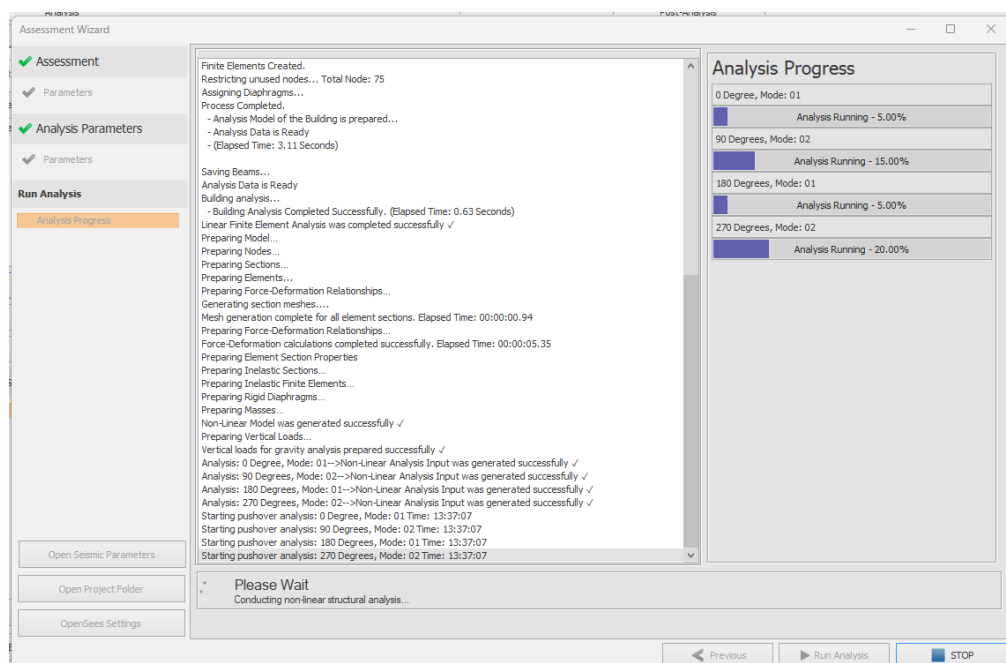 Analysis
Post-Analysis
Assessment Wizard
Assessment
Parameters
Analysis Parameters
Parameters
Run Analysis
Analysis Progress
Open Seismic Parameters
Open Project Folder
OpenSees Settings
Finite Elements Created.
Restricting unused nodes... Total Node: 75
Assigning Diaphragms...
Process Completed.
- Analysis Model of the Building is prepared...
- Analysis Data is Ready
- (Elapsed Time: 3.11 Seconds)
Saving Beams...
Analysis Data is Ready
Building analysis...
- Building Analysis Completed Successfully. (Elapsed Time: 0.63 Seconds)
Linear Finite Element Analysis was completed successfully ✓
Preparing Model...
Preparing Nodes...
Preparing Sections...
Preparing Elements...
Preparing Force-Deformation Relationships...
Generating section meshes....
Mesh generation complete for all element sections. Elapsed Time: 00:00:00.94
Preparing Force-Deformation Relationships...
Force-Deformation calculations completed successfully. Elapsed Time: 00:00:05.35
Preparing Element Section Properties
Preparing Inelastic Sections...
Preparing Inelastic Finite Elements...
Preparing Rigid Diaphragms...
Preparing Masses...
Non-Linear Model was generated successfully ✓
Preparing Vertical Loads...
Vertical loads for gravity analysis prepared successfully ✓
Analysis: 0 Degree, Mode: 01-->Non-Linear Analysis Input was generated successfully ✓
Analysis: 90 Degrees, Mode: 02-->Non-Linear Analysis Input was generated successfully ✓
Analysis: 180 Degrees, Mode: 01-->Non-Linear Analysis Input was generated successfully ✓
Analysis: 270 Degrees, Mode: 02-->Non-Linear Analysis Input was generated successfully ✓
Starting pushover analysis: 0 Degree, Mode: 01 Time: 13:37:07
Starting pushover analysis: 90 Degrees, Mode: 02 Time: 13:37:07
Starting pushover analysis: 180 Degrees, Mode: 01 Time: 13:37:07
Starting pushover analysis: 270 Degrees, Mode: 02 Time: 13:37:07
Analysis Progress
0 Degree, Mode: 01
Analysis Running - 5.00%
90 Degrees, Mode: 02
Analysis Running - 15.00%
180 Degrees, Mode: 01
Analysis Running - 5.00%
270 Degrees, Mode: 02
Analysis Running - 20.00%
Please Wait
Conducting non-linear structural analysis...
Previous
Run Analysis
STOP